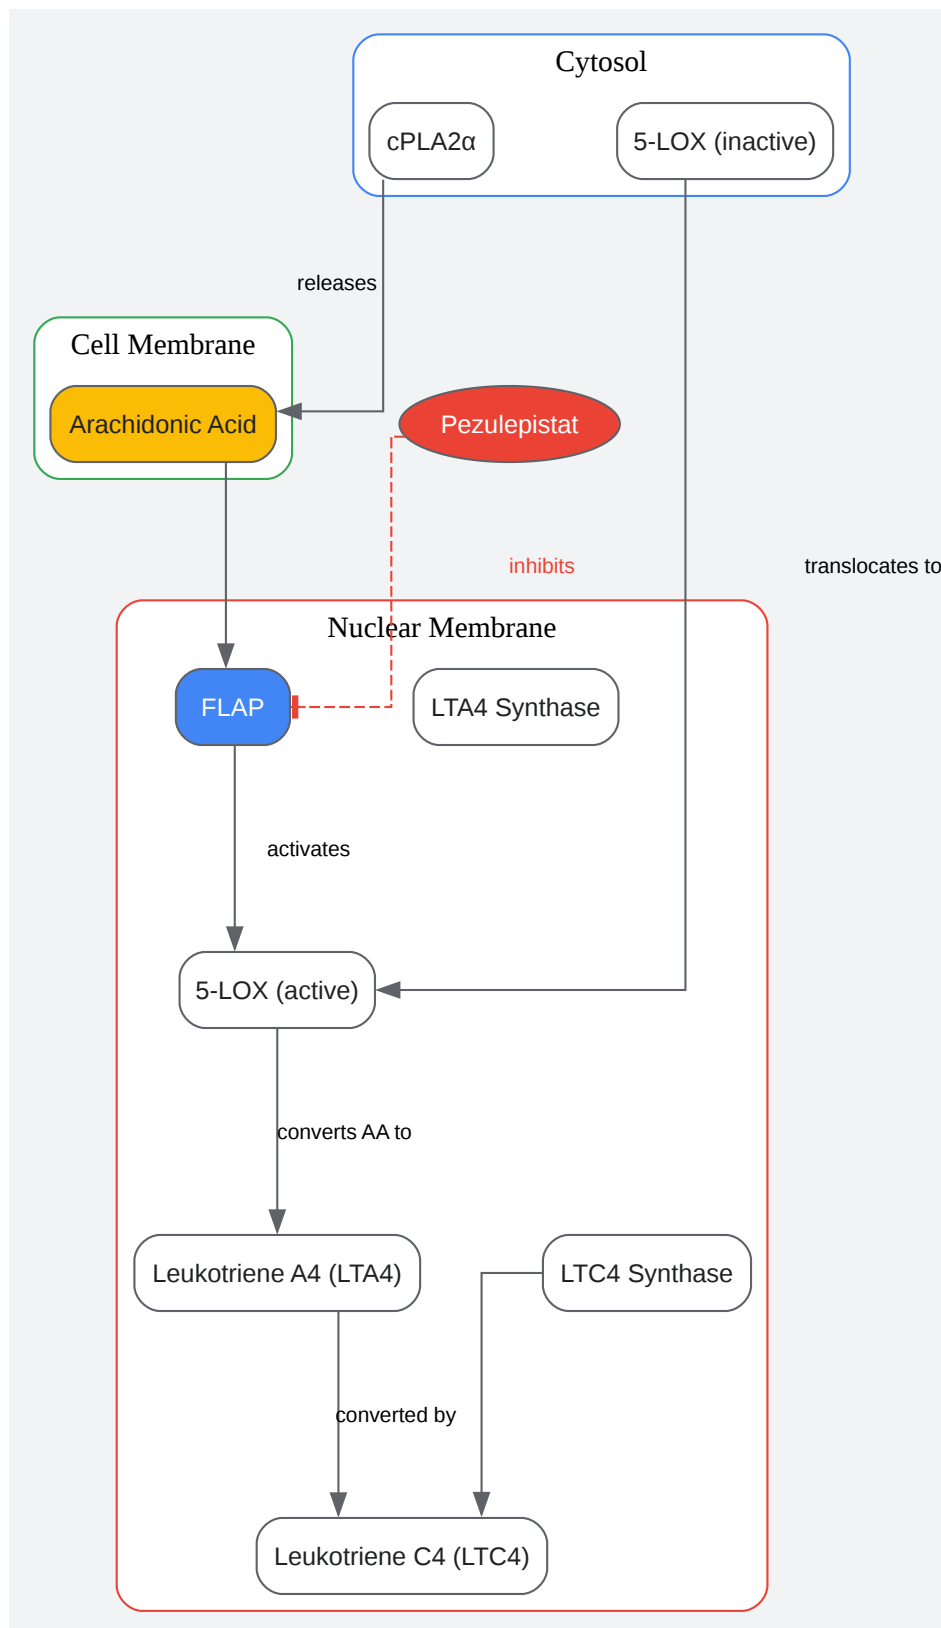 Cytosol
cPLA2α
5-LOX (inactive)
releases
Cell Membrane
Arachidonic Acid
Pezulepistat
inhibits
translocates to
Nuclear Membrane
FLAP
LTA4 Synthase
activates
5-LOX (active)
converts AA to
Leukotriene A4 (LTA4)
LTC4 Synthase
converted by
Leukotriene C4 (LTC4)